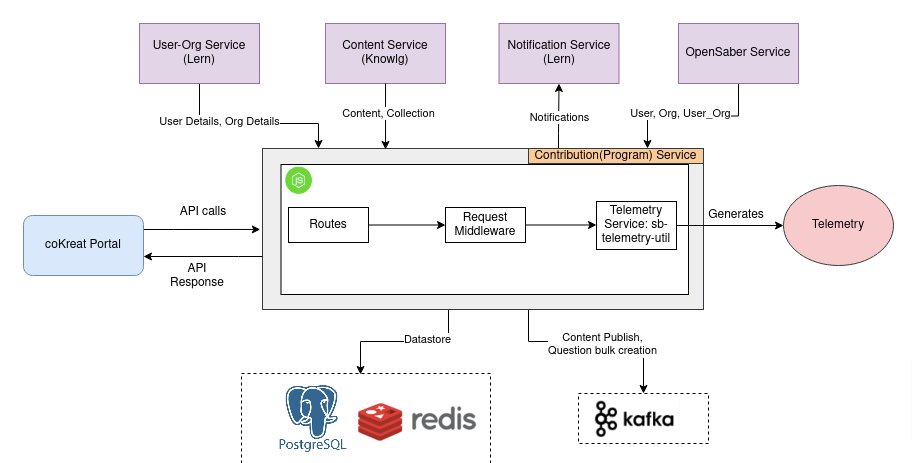 User-Org Service
(Lern)
Content Service
(Knowlg)
Notification Service
(Lern)
OpenSaber Service
User Details, Org Details
Content, Collection
Notifications
User, Org, User_Org
Contribution(Program) Service
JS
coKreat Portal
API calls
API
Response
Routes
Request
Middleware
Telemetry
Service: sb-
telemetry-util
Generates
Telemetry
Datastore
Content Publish,
Question bulk creation
PostgreSQL
redis
kafka